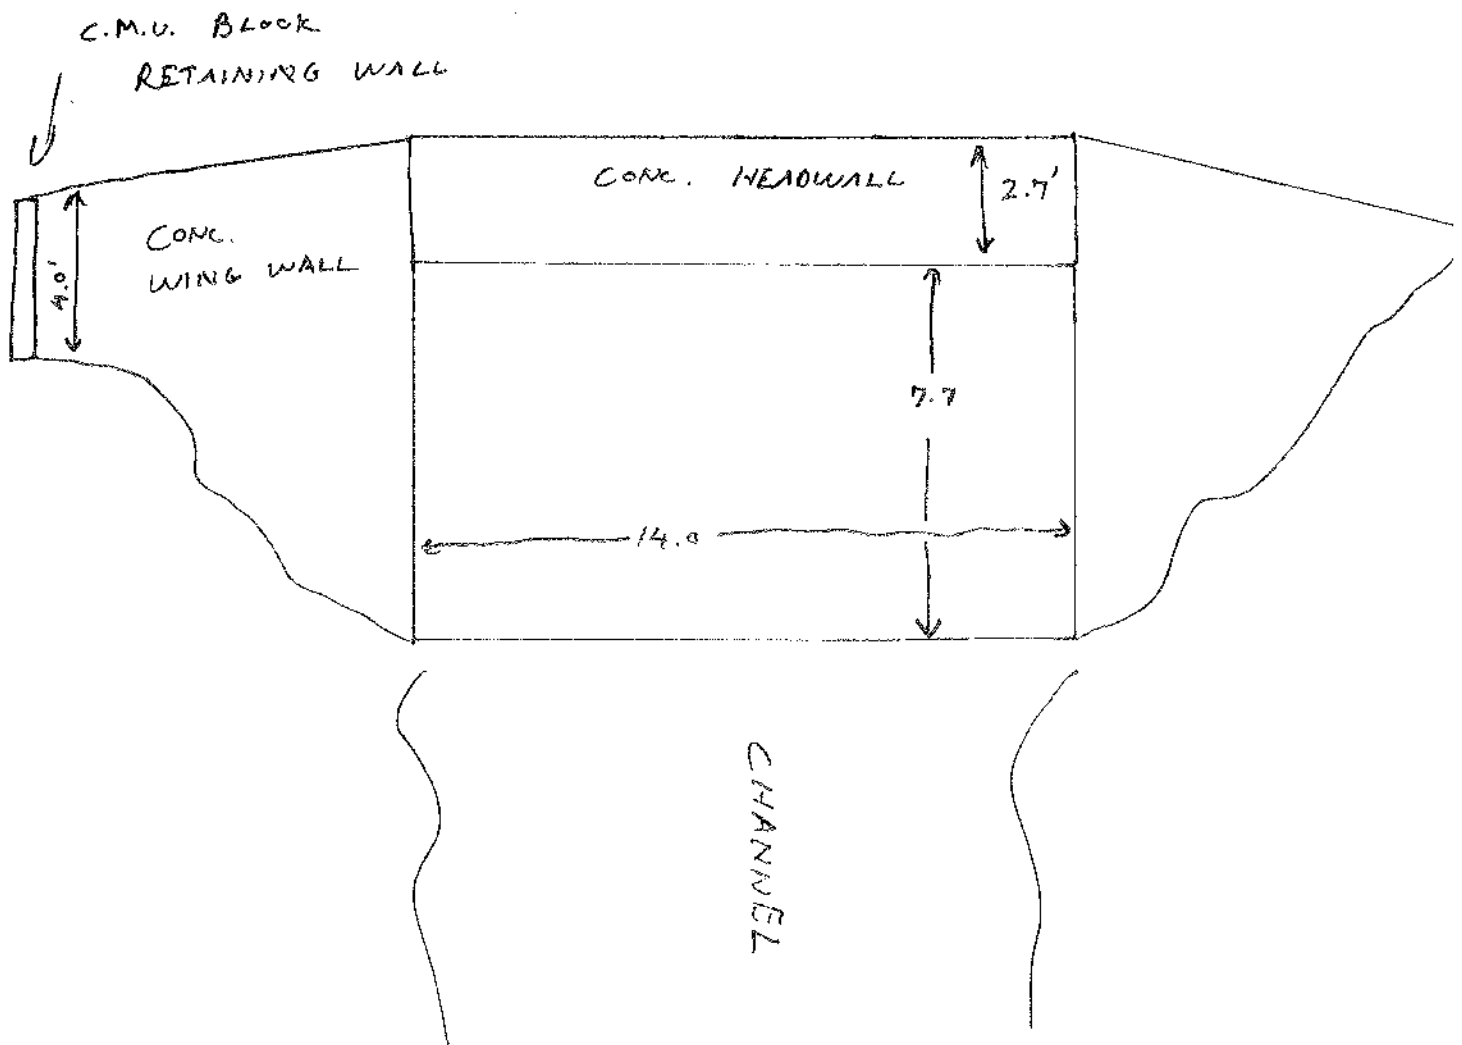 C.M.U. BLOCK
RETAINING WALL
CONC. HEADWALL
2.7'
CONC.
WING WALL
4.0'
7.7
14.0
CHANNEL